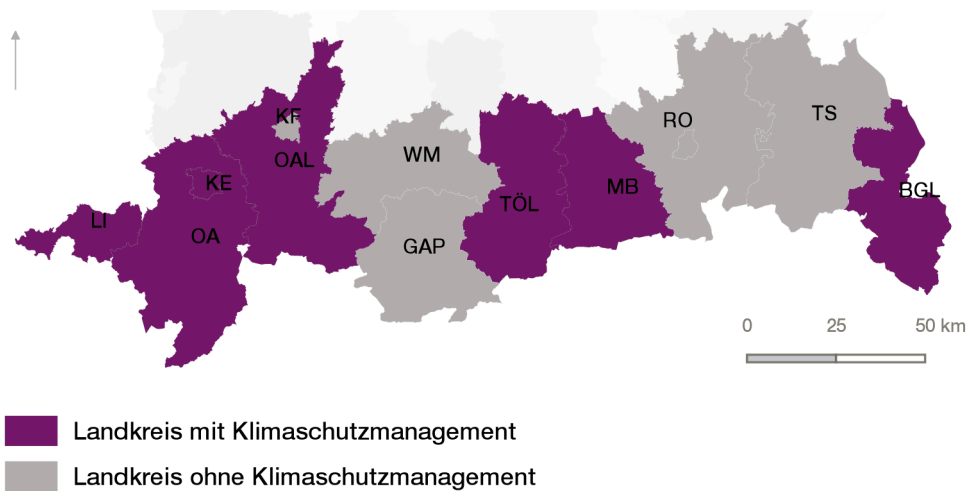 KF
TS
RO
OAL
WM
KE
MB
BGL
TÖL
LI
OA
GAP
0 25 50 km
Landkreis mit Klimaschutzmanagement
Landkreis ohne Klimaschutzmanagement